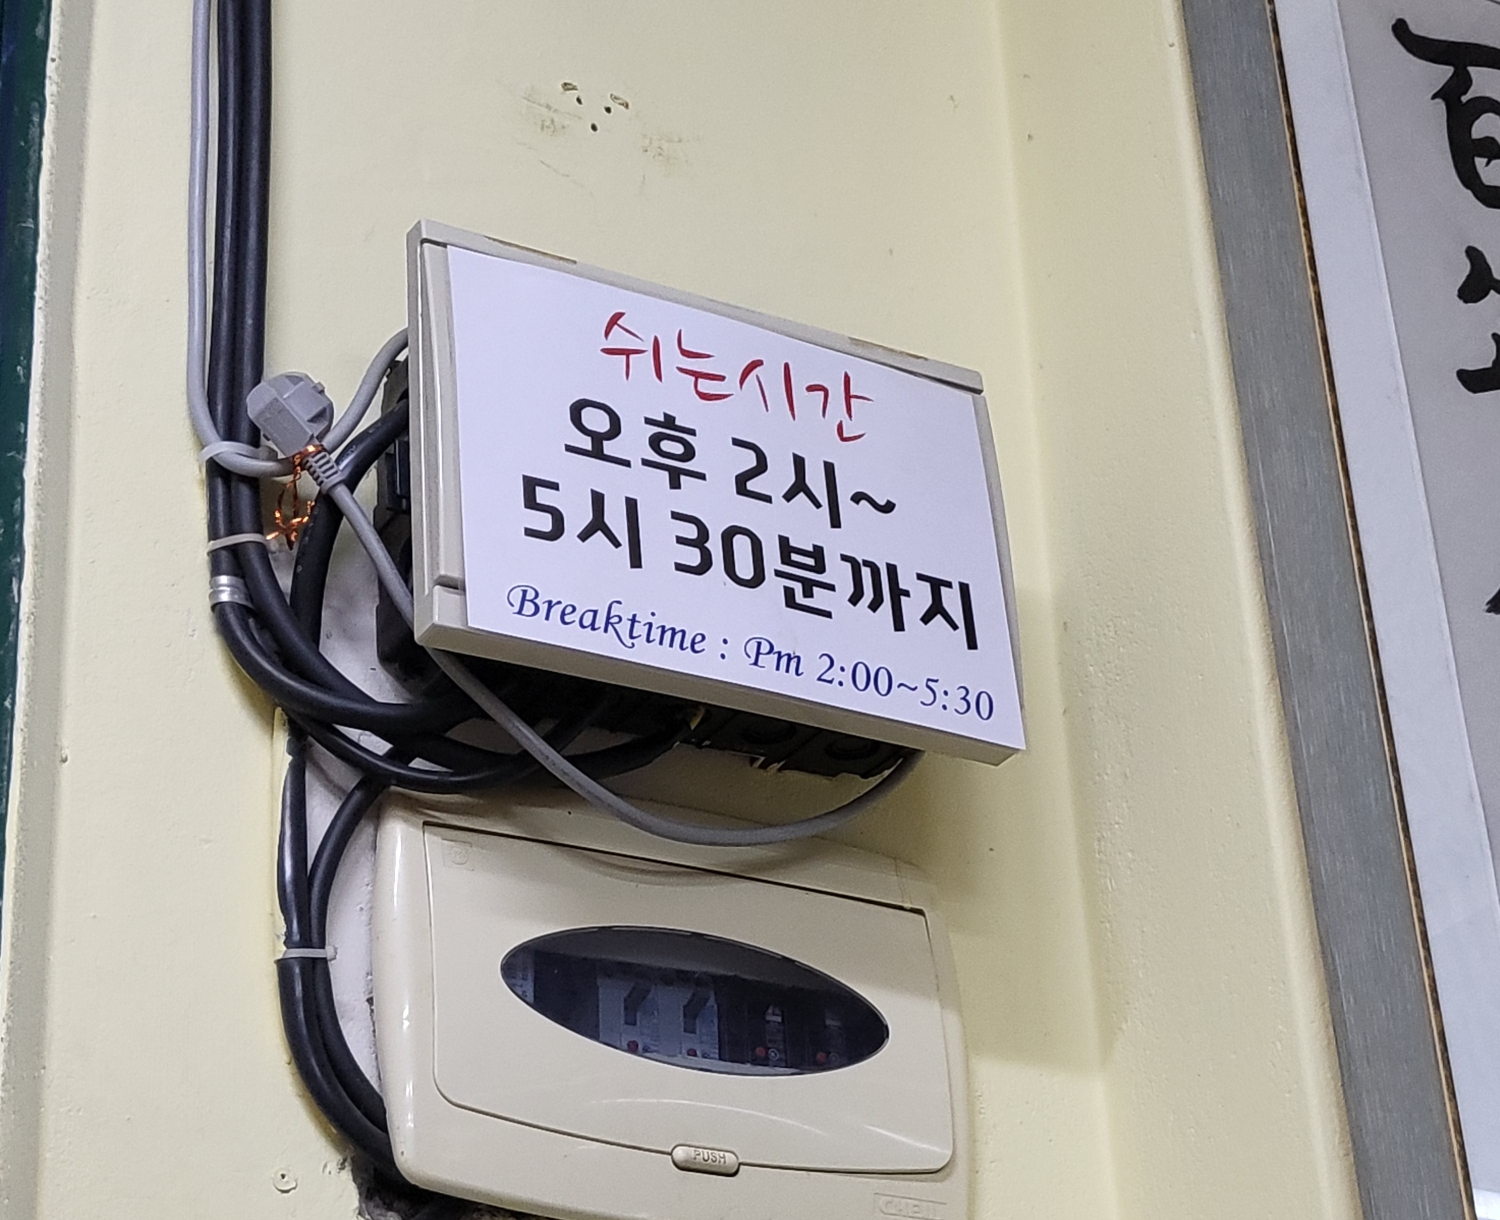 쉬는시간
오후 2시~
5시 30분까지
Breaktime : Pm 2:00~5:30
PUSH